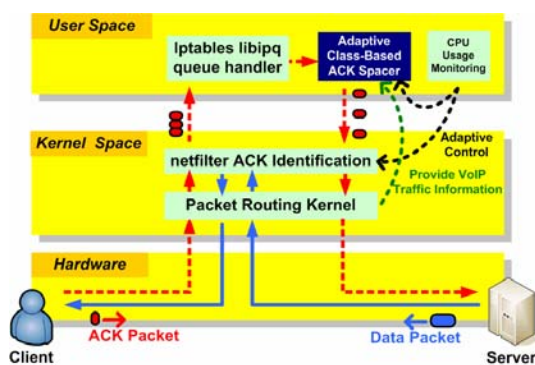 User Space
Iptables libipq
queue handler
Adaptive
Class-Based
ACK Spacer
CPU
Usage
Monitoring
Kernel Space
netfilter ACK Identification
Adaptive
Control
Provide VoIP
Traffic Information
Packet Routing Kernel
Hardware
ACK Packet
Data Packet
Client
Server